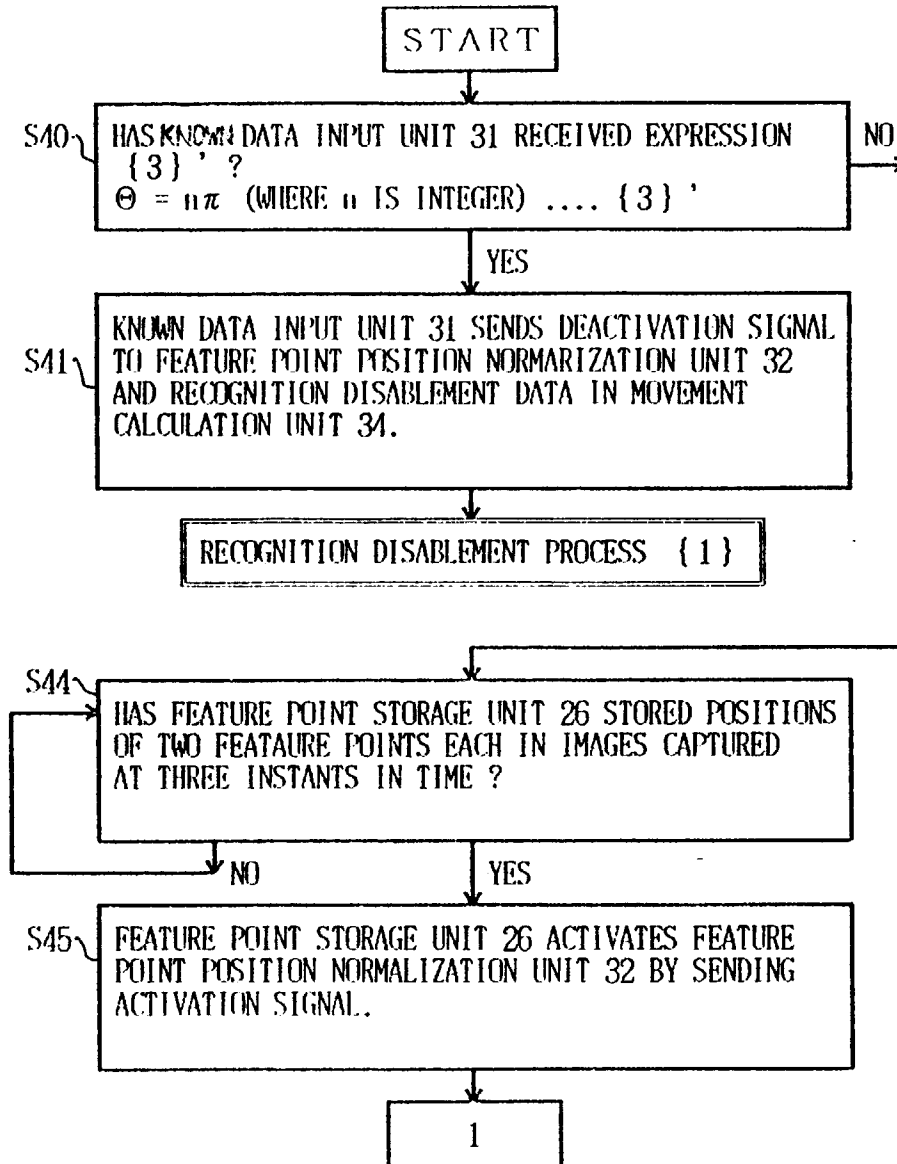 START
S40
HAS KNOWN DATA INPUT UNIT 31 RECEIVED EXPRESSION
{3}' ?
Θ = nπ (WHERE n IS INTEGER) .... {3}'
NO
YES
S41
KNOWN DATA INPUT UNIT 31 SENDS DEACTIVATION SIGNAL
TO FEATURE POINT POSITION NORMARIZATION UNIT 32
AND RECOGNITION DISABLEMENT DATA IN MOVEMENT
CALCULATION UNIT 34.
RECOGNITION DISABLEMENT PROCESS {1}
S44
HAS FEATURE POINT STORAGE UNIT 26 STORED POSITIONS
OF TWO FEATAURE POINTS EACH IN IMAGES CAPTURED
AT THREE INSTANTS IN TIME ?
NO
YES
S45
FEATURE POINT STORAGE UNIT 26 ACTIVATES FEATURE
POINT POSITION NORMALIZATION UNIT 32 BY SENDING
ACTIVATION SIGNAL.
1